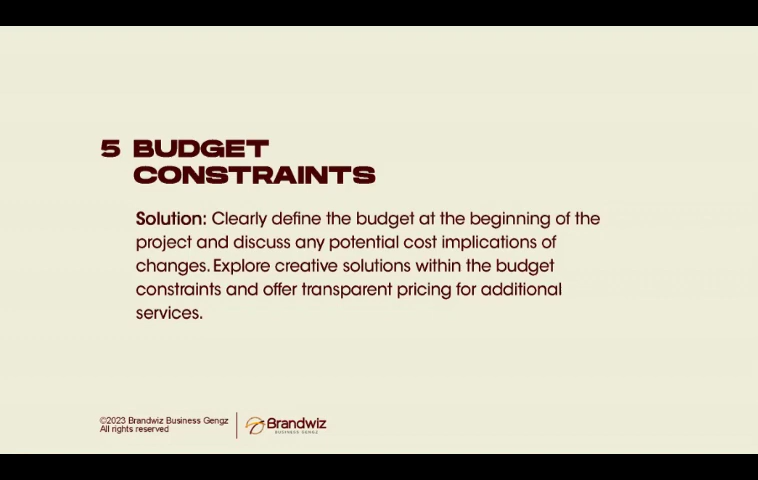 5 BUDGET
CONSTRAINTS
Solution: Clearly define the budget at the beginning of the
project and discuss any potential cost implications of
changes. Explore creative solutions within the budget
constraints and offer transparent pricing for additional
services.
©2023 Brandwiz Business Gengz
All rights reserved
Brandwiz
BUSINESS GENGZ